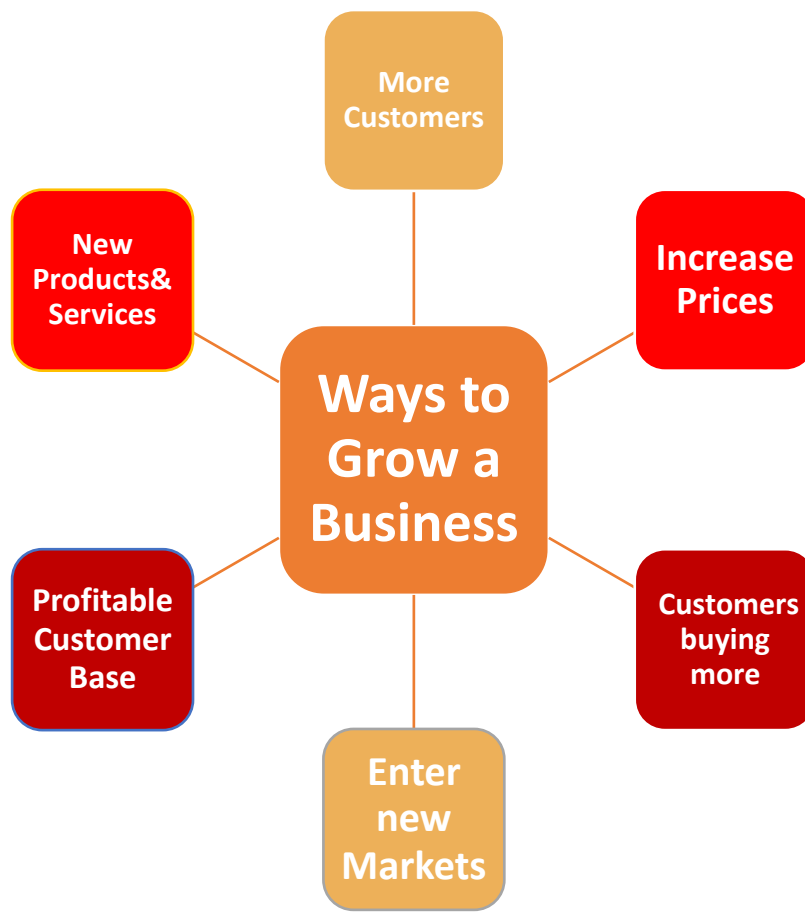 More
Customers
New
Products&
Services
Increase
Prices
Ways to
Grow a
Business
Profitable
Customer
Base
Customers
buying
more
Enter
new
Markets